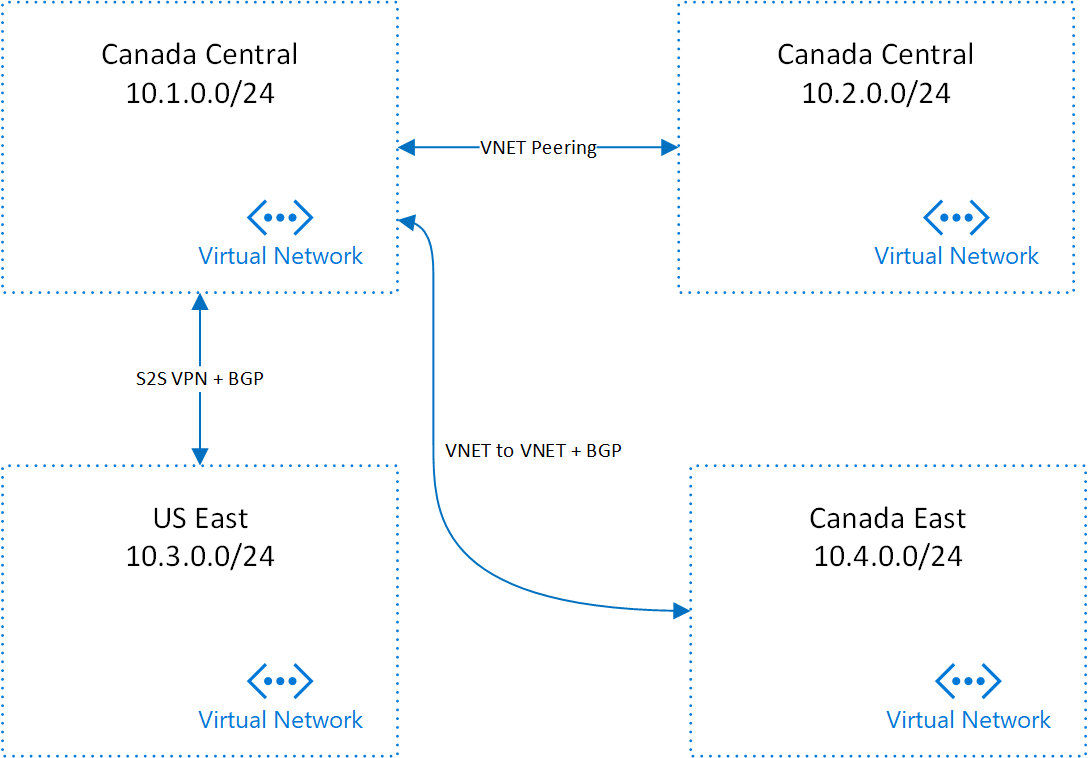 Canada Central
10.1.0.0/24
Virtual Network
VNET Peering
Canada Central
10.2.0.0/24
Virtual Network
S2S VPN + BGP
VNET to VNET + BGP
US East
10.3.0.0/24
Virtual Network
Canada East
10.4.0.0/24
Virtual Network